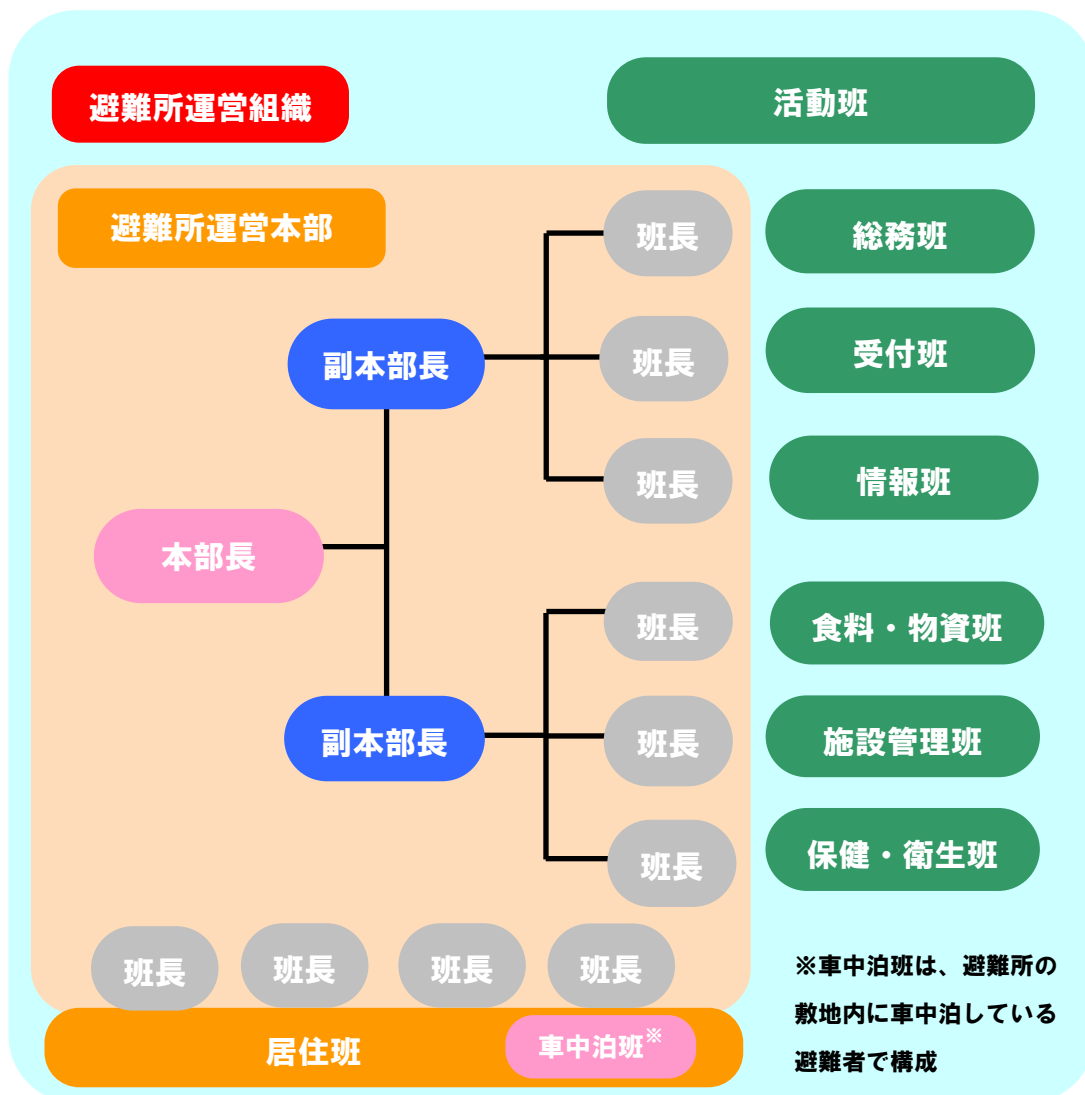 避難所運営組織
活動班
避難所運営本部
班長
総務班
副本部長
班長
受付班
班長
情報班
本部長
班長
食料・物資班
副本部長
班長
施設管理班
班長
保健・衛生班
班長
班長
班長
班長
※車中泊班は、避難所の
敷地内に車中泊している
避難者で構成
居住班
車中泊班※